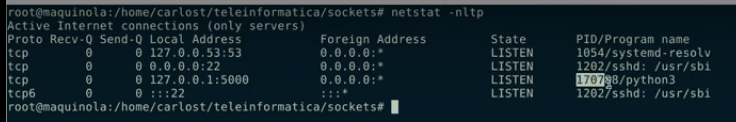 root@maquinola:/home/carlost/teleinformatica/sockets# netstat -nltp
Active Internet connections (only servers)
Proto Recv-Q Send-Q Local Address Foreign Address State PID/Program name
tcp 0 0 127.0.0.53:53 0.0.0.0:* LISTEN 1054/systemd-resolv
tcp 0 0 0.0.0.0:22 0.0.0.0:* LISTEN 1202/sshd: /usr/sbi
tcp 0 0 127.0.0.1:5000 0.0.0.0:* LISTEN /python3
tcp6 0 0 :::22 :::* LISTEN 1202/sshd: /usr/sbi
root@maquinola:/home/carlost/teleinformatica/sockets#